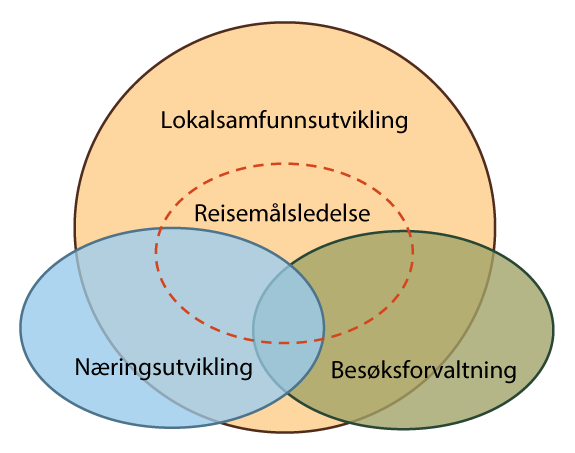 Lokalsamfunnsutvikling
Reisemålsledelse
Næringsutvikling
Besøksforvaltning